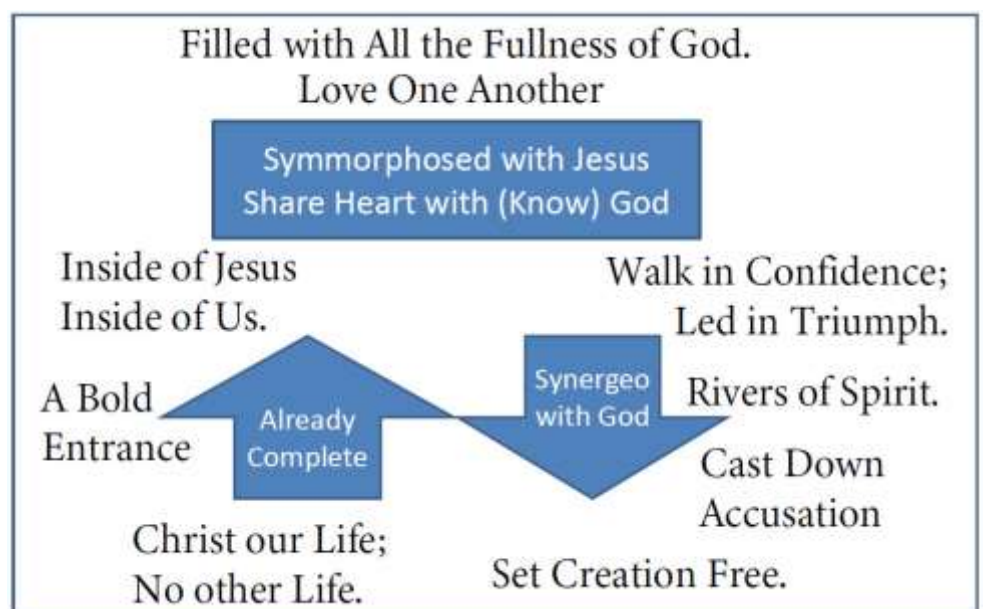 Filled with All the Fullness of God.
Love One Another
Symmorphosed with Jesus
Share Heart with (Know) God
Inside of Jesus
Inside of Us.
Walk in Confidence;
Led in Triumph.
A Bold
Entrance
Already
Complete
Synergeo
with God
Rivers of Spirit.
Cast Down
Accusation
Christ our Life;
No other Life.
Set Creation Free.